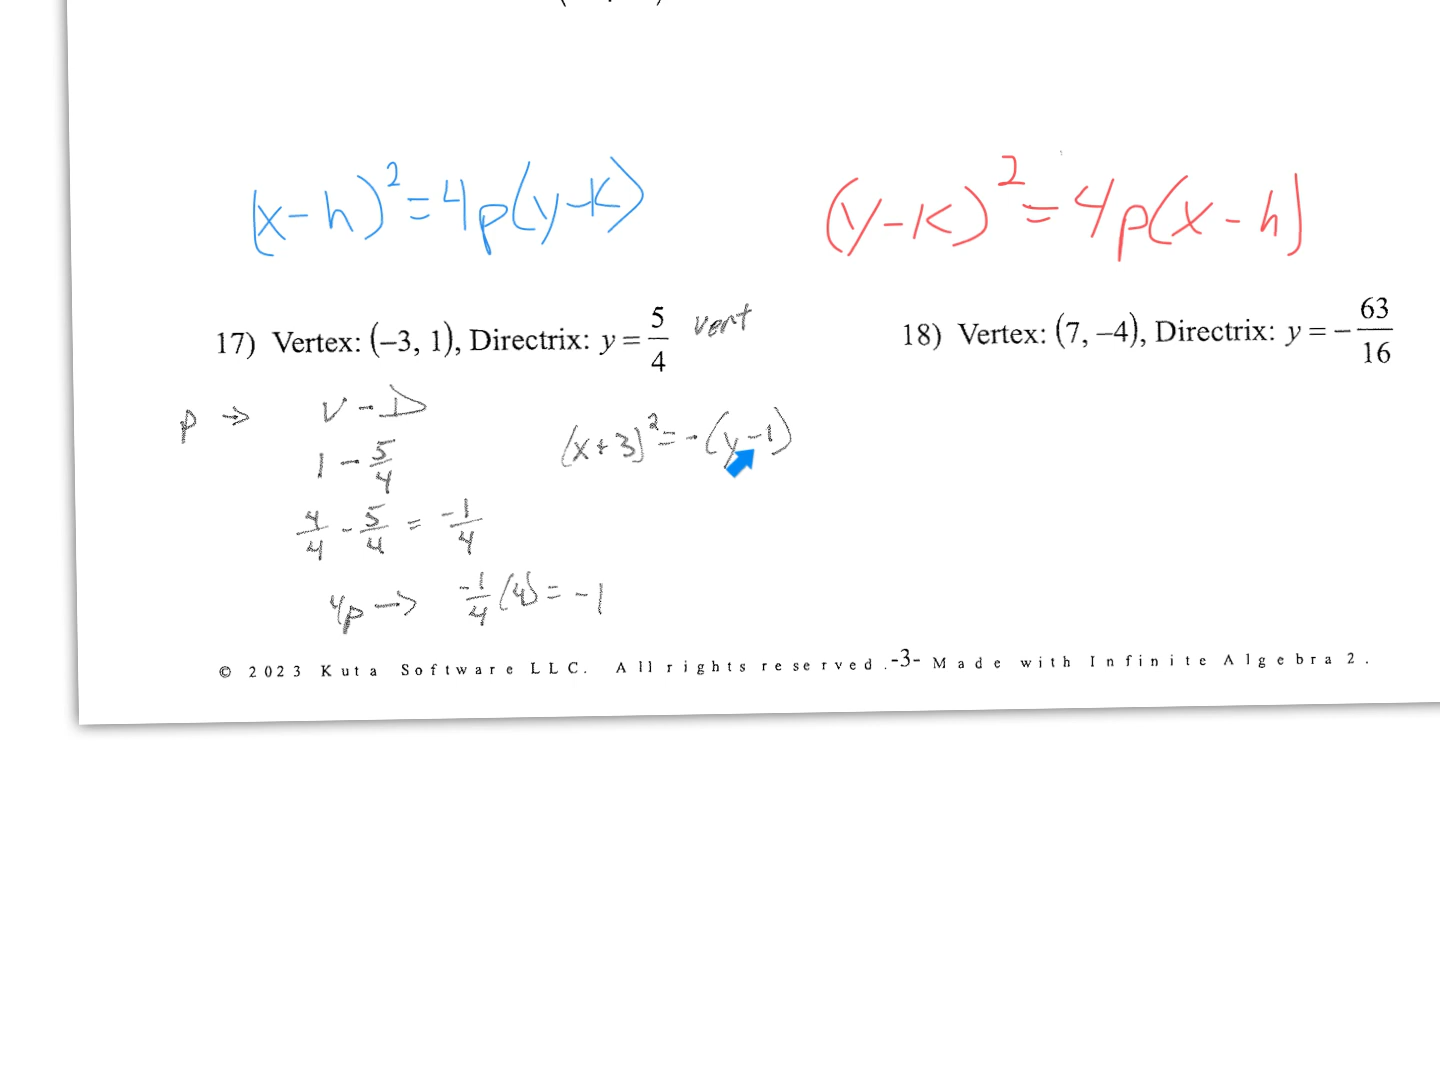 (x-h)²=4p(y-k)
(y-k)²=4p(x-h)
17) Vertex: (−3, 1), Directrix: y = 5/4 vert
p → V-D
1 - 5/4
4/4 - 5/4 = -1/4
4p → -1/4 (4) = -1
(x+3)² = -(y-1)
18) Vertex: (7, −4), Directrix: y = − 63/16
© 2023 Kuta Software LLC. All rights reserved. -3- Made with Infinite Algebra 2.